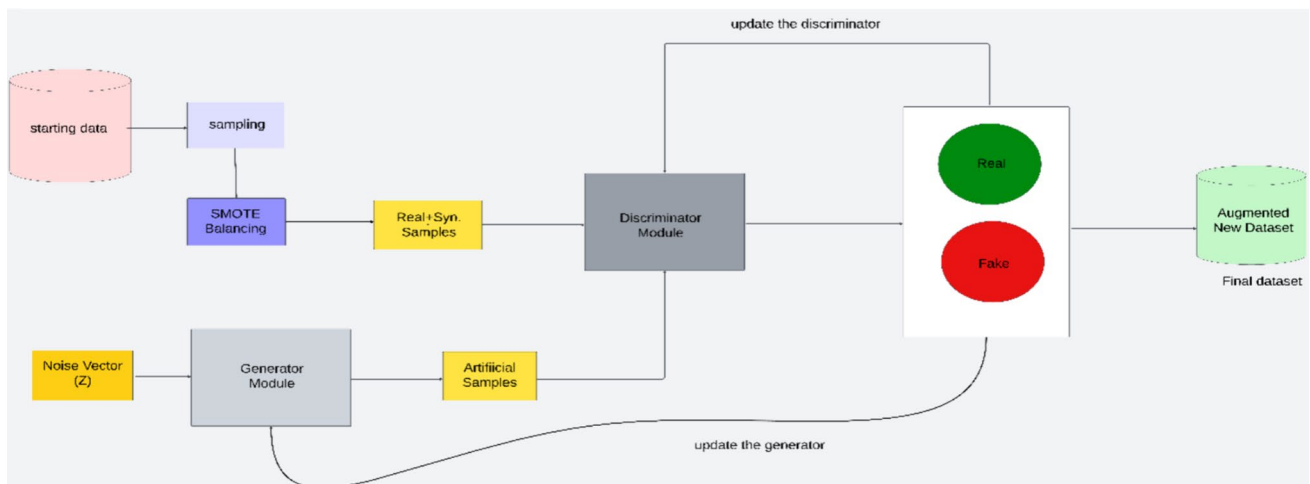 update the discriminator
starting data
sampling
SMOTE
Balancing
Real+Syn.
Samples
Discriminator
Module
Real
Fake
Augmented
New Dataset
Final dataset
Noise Vector
(Z)
Generator
Module
Artifiicial
Samples
update the generator